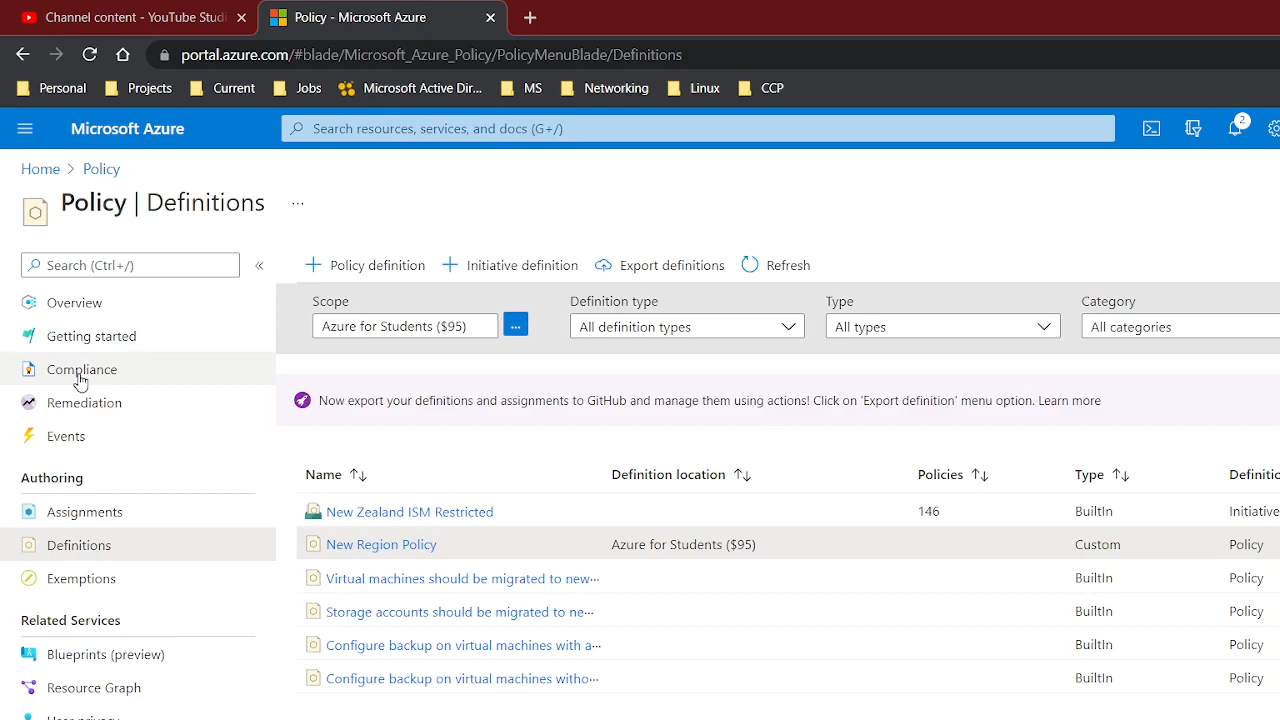 Channel content - YouTube Studi
Policy - Microsoft Azure
portal.azure.com/#blade/Microsoft_Azure_Policy/PolicyMenuBlade/Definitions
Personal Projects Current Jobs Microsoft Active Dir... MS Networking Linux CCP
Microsoft Azure
Search resources, services, and docs (G+/)
2
Home > Policy
Policy | Definitions ...
Search (Ctrl+/) «
Overview
Getting started
Compliance
Remediation
Events
Authoring
Assignments
Definitions
Exemptions
Related Services
Blueprints (preview)
Resource Graph
User privacy
+ Policy definition + Initiative definition Export definitions Refresh
Scope Definition type Type Category
Azure for Students ($95) ... All definition types All types All categories
Now export your definitions and assignments to GitHub and manage them using actions! Click on 'Export definition' menu option. Learn more
Name ↑↓ Definition location ↑↓ Policies ↑↓ Type ↑↓ Definitio
New Zealand ISM Restricted 146 BuiltIn Initiative
New Region Policy Azure for Students ($95) Custom Policy
Virtual machines should be migrated to new··· BuiltIn Policy
Storage accounts should be migrated to ne··· BuiltIn Policy
Configure backup on virtual machines with a··· BuiltIn Policy
Configure backup on virtual machines witho··· BuiltIn Policy